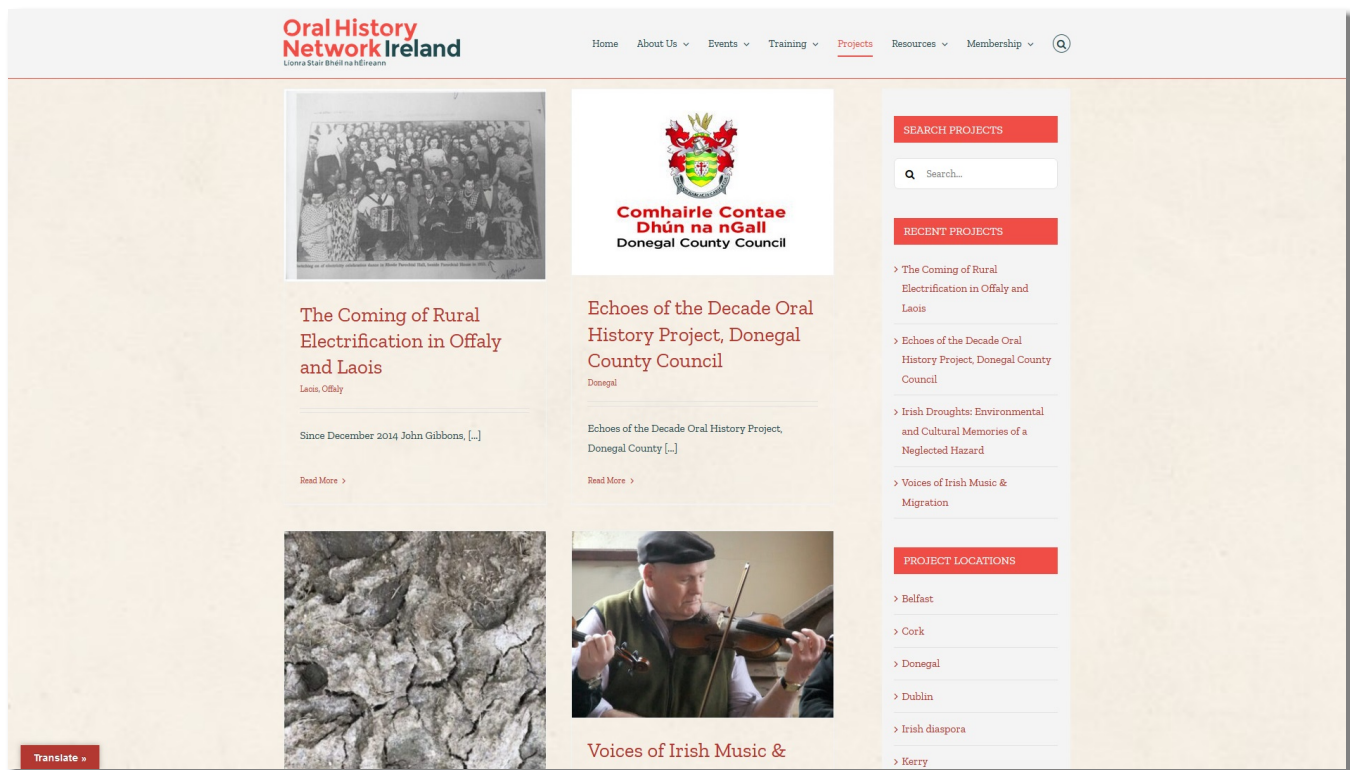 Oral History
Network Ireland
Líonra Stair Bhéil na hÉireann
Home
About Us
Events
Training
Projects
Resources
Membership
The Coming of Rural
Electrification in Offaly
and Laois
Laois, Offaly
Since December 2014 John Gibbons, [...]
Read More
Comhairle Contae
Dhún na nGall
Donegal County Council
Echoes of the Decade Oral
History Project, Donegal
County Council
Donegal
Echoes of the Decade Oral History Project,
Donegal County [...]
Read More
Voices of Irish Music &
SEARCH PROJECTS
Search...
RECENT PROJECTS
The Coming of Rural
Electrification in Offaly and
Laois
Echoes of the Decade Oral
History Project, Donegal County
Council
Irish Droughts: Environmental
and Cultural Memories of a
Neglected Hazard
Voices of Irish Music &
Migration
PROJECT LOCATIONS
Belfast
Cork
Donegal
Dublin
Irish diaspora
Kerry
Translate »